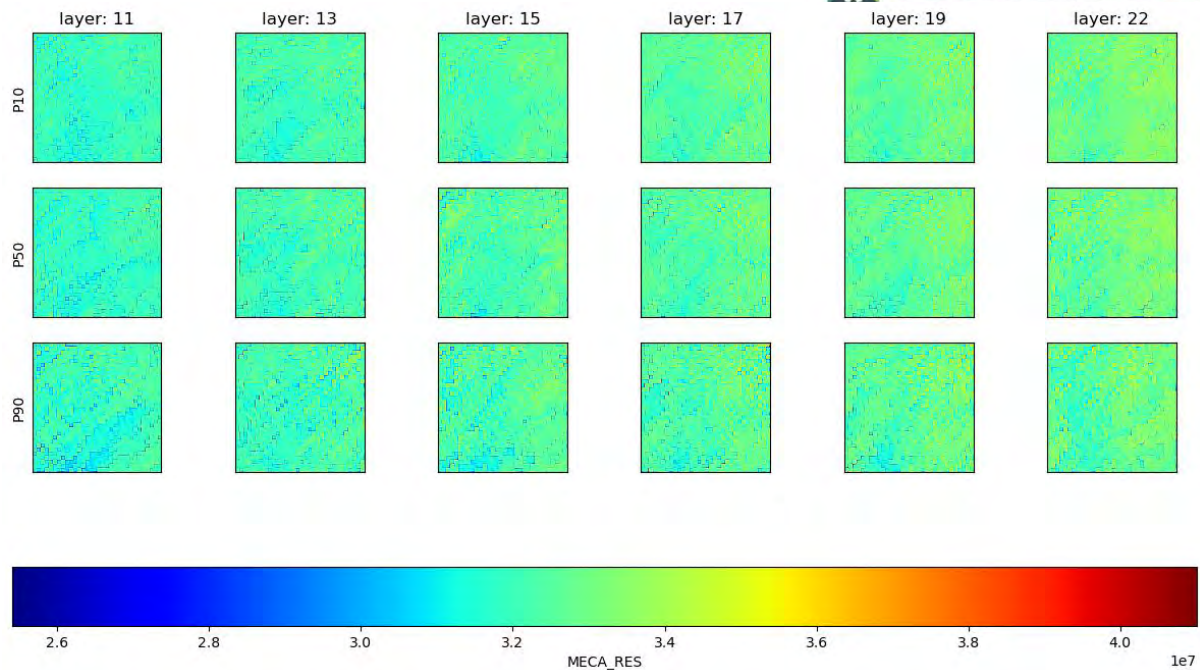 layer: 11 layer: 13 layer: 15 layer: 17 layer: 19 layer: 22
P10
P50
P90
2.6 2.8 3.0 3.2 3.4 3.6 3.8 4.0
MECA_RES 1e7